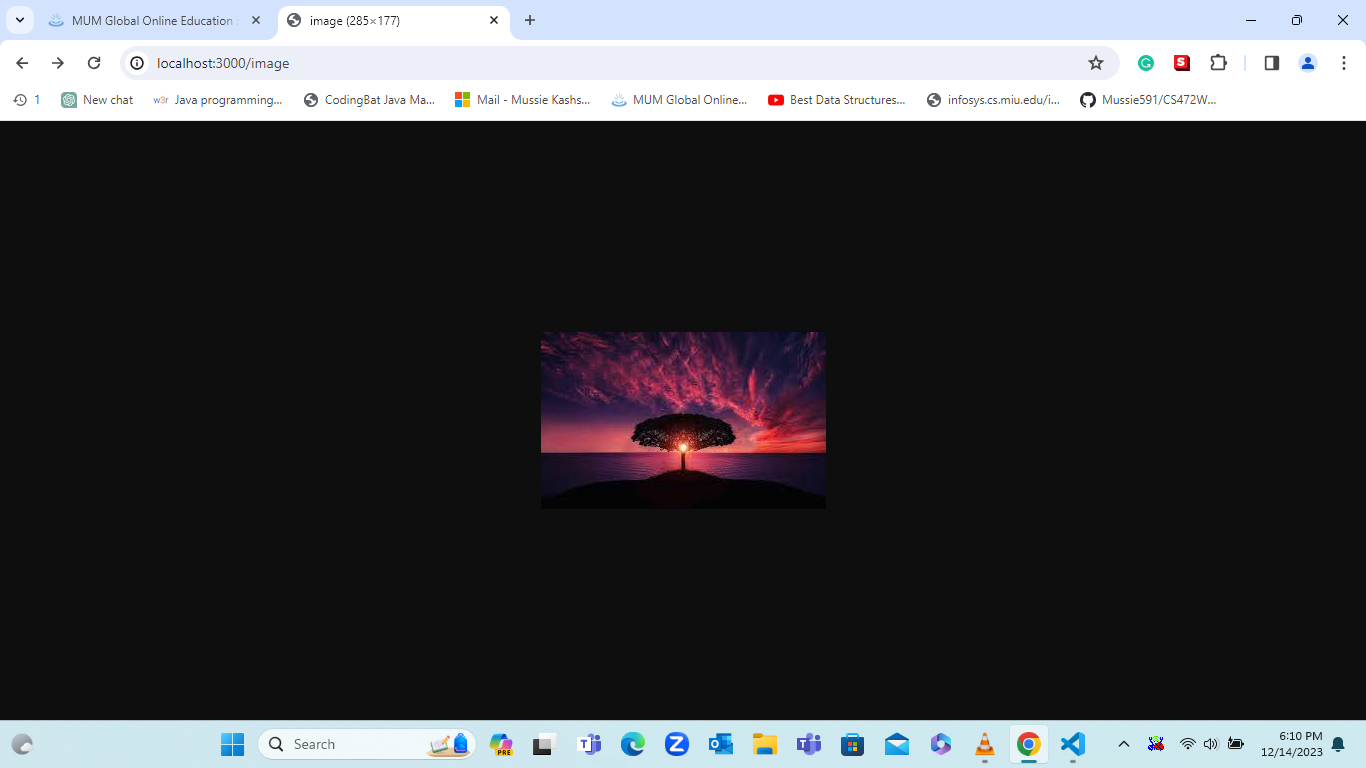 MUM Global Online Education
image (285×177)
localhost:3000/image
1
New chat
w3r
Java programming...
CodingBat Java Ma...
Mail - Mussie Kashs...
MUM Global Online...
Best Data Structures...
infosys.cs.miu.edu/i...
Mussie591/CS472W...
Search
PRE
6:10 PM
12/14/2023